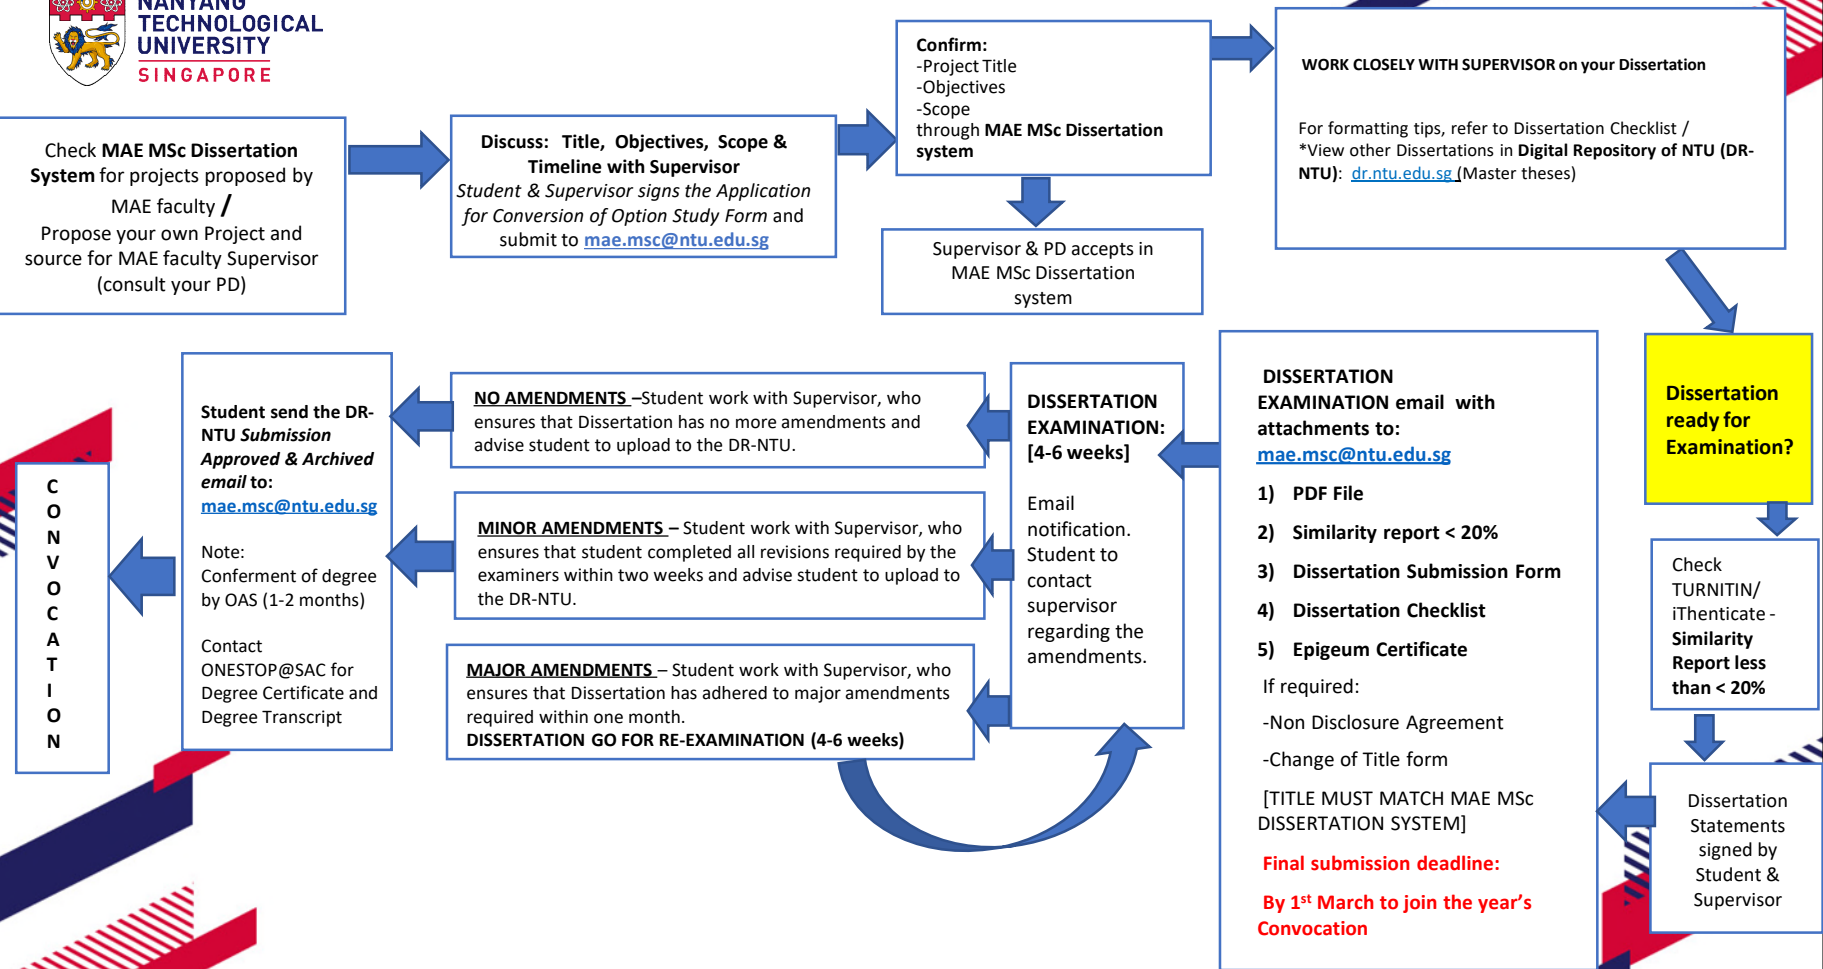 NANYANG
TECHNOLOGICAL
UNIVERSITY
SINGAPORE
Check MAE MSc Dissertation
System for projects proposed by
MAE faculty /
Propose your own Project and
source for MAE faculty Supervisor
(consult your PD)
Discuss: Title, Objectives, Scope &
Timeline with Supervisor
Student & Supervisor signs the Application
for Conversion of Option Study Form and
submit to mae.msc@ntu.edu.sg
Confirm:
-Project Title
-Objectives
-Scope
through MAE MSc Dissertation
system
Supervisor & PD accepts in
MAE MSc Dissertation
system
WORK CLOSELY WITH SUPERVISOR on your Dissertation
For formatting tips, refer to Dissertation Checklist /
*View other Dissertations in Digital Repository of NTU (DR-
NTU): dr.ntu.edu.sg (Master theses)
Dissertation
ready for
Examination?
Check
TURNITIN/
iThenticate -
Similarity
Report less
than < 20%
Dissertation
Statements
signed by
Student &
Supervisor
DISSERTATION
EXAMINATION email with
attachments to:
mae.msc@ntu.edu.sg
1) PDF File
2) Similarity report < 20%
3) Dissertation Submission Form
4) Dissertation Checklist
5) Epigeum Certificate
If required:
-Non Disclosure Agreement
-Change of Title form
[TITLE MUST MATCH MAE MSc
DISSERTATION SYSTEM]
Final submission deadline:
By 1st March to join the year's
Convocation
DISSERTATION
EXAMINATION:
[4-6 weeks]
Email
notification.
Student to
contact
supervisor
regarding the
amendments.
NO AMENDMENTS –Student work with Supervisor, who
ensures that Dissertation has no more amendments and
advise student to upload to the DR-NTU.
MINOR AMENDMENTS – Student work with Supervisor, who
ensures that student completed all revisions required by the
examiners within two weeks and advise student to upload to
the DR-NTU.
MAJOR AMENDMENTS – Student work with Supervisor, who
ensures that Dissertation has adhered to major amendments
required within one month.
DISSERTATION GO FOR RE-EXAMINATION (4-6 weeks)
Student send the DR-
NTU Submission
Approved & Archived
email to:
mae.msc@ntu.edu.sg
Note:
Conferment of degree
by OAS (1-2 months)
Contact
ONESTOP@SAC for
Degree Certificate and
Degree Transcript
C
O
N
V
O
C
A
T
I
O
N